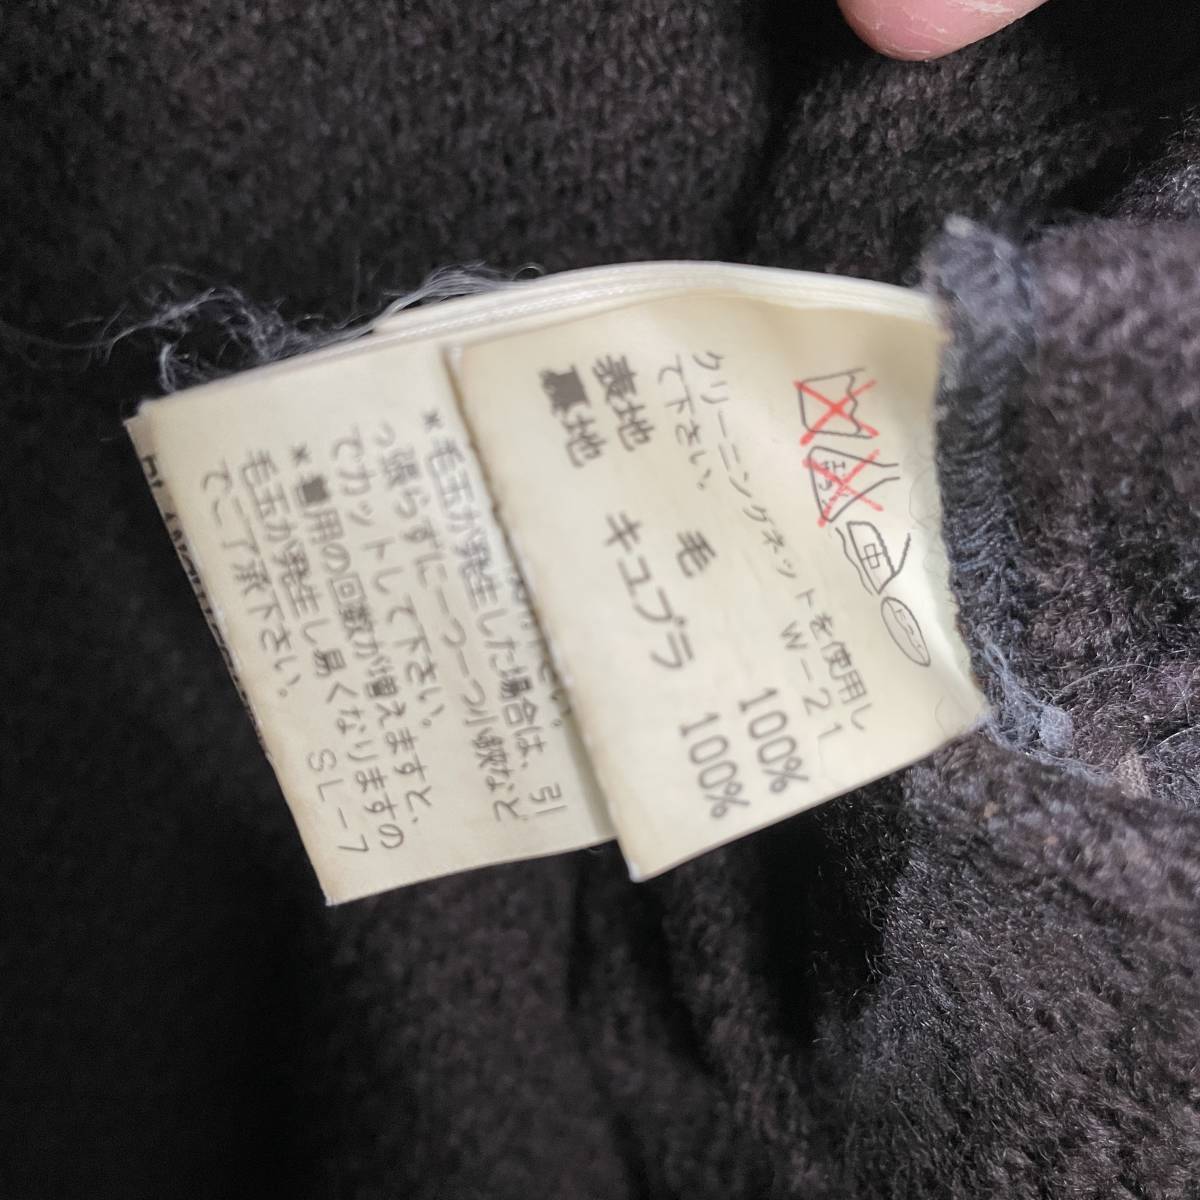 クリーニングネットを使用し
て下さい。 W-21
表地 毛 100%
裏地 キュプラ 100%
※毛玉が発生した場合は、引
っ張らずに一つ一つ小鋏など
でカットして下さい。
※着用の回数が増えますと、
毛玉が発生し易くなりますの
でご了承下さい。 SL-7